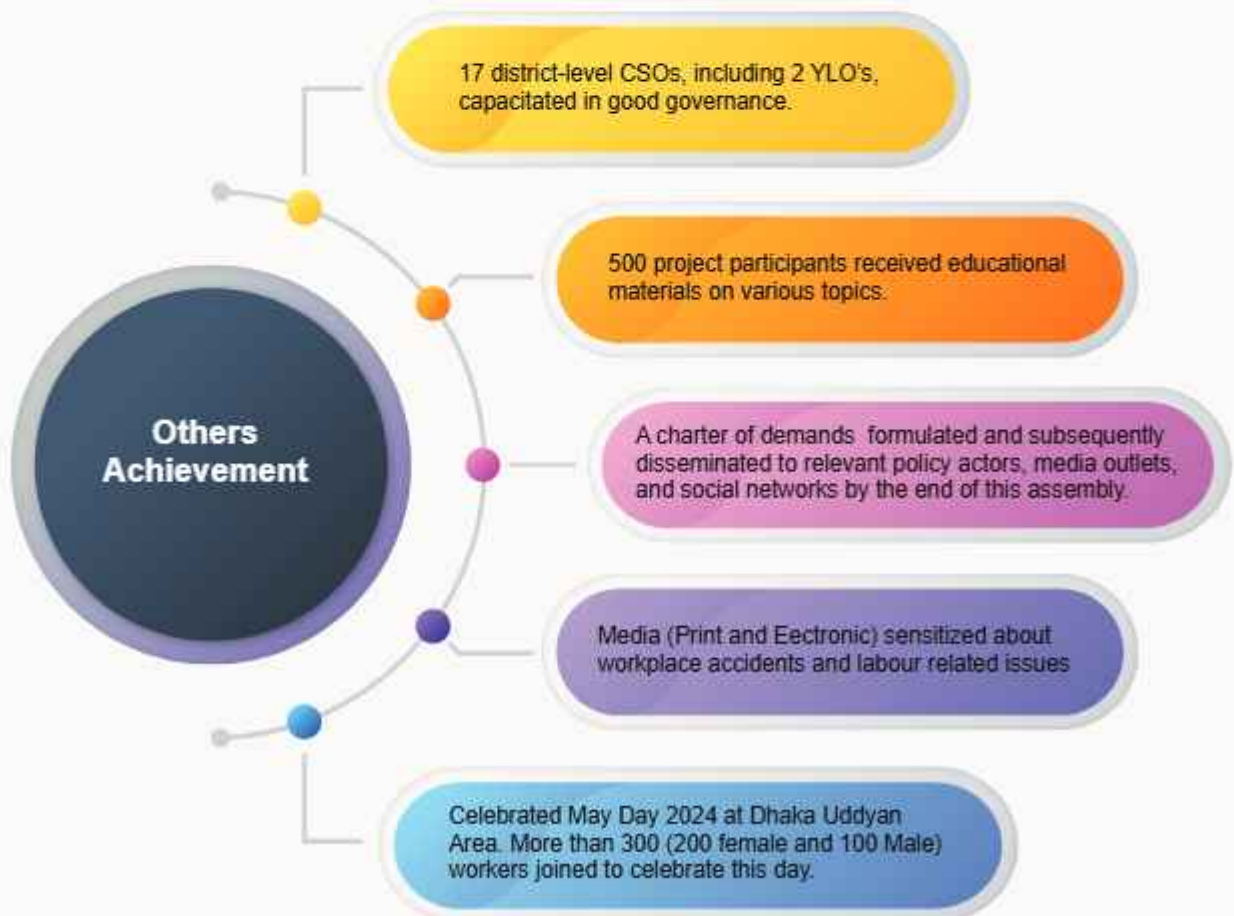 17 district-level CSOs, including 2 YLO's,
capacitated in good governance.
500 project participants received educational
materials on various topics.
Others
Achievement
A charter of demands formulated and subsequently
disseminated to relevant policy actors, media outlets,
and social networks by the end of this assembly.
Media (Print and Eectronic) sensitized about
workplace accidents and labour related issues
Celebrated May Day 2024 at Dhaka Uddyan
Area. More than 300 (200 female and 100 Male)
workers joined to celebrate this day.